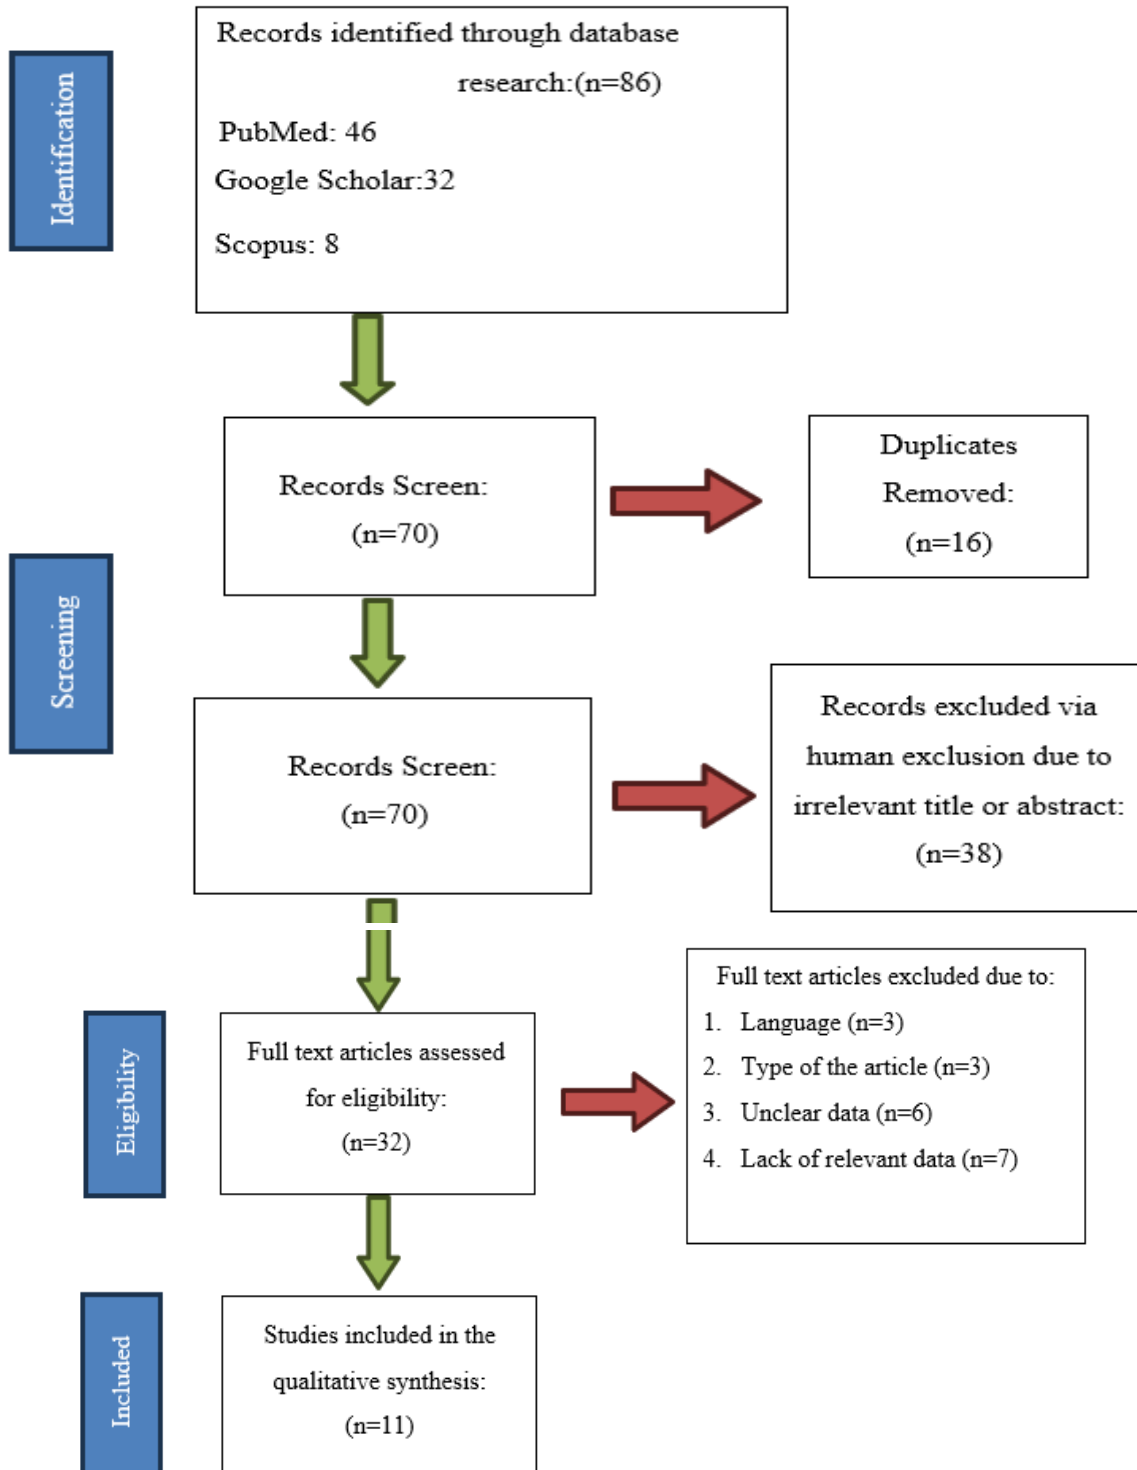 Identification
Records identified through database
research:(n=86)
PubMed: 46
Google Scholar:32
Scopus: 8
Screening
Records Screen:
(n=70)
Duplicates
Removed:
(n=16)
Records Screen:
(n=70)
Records excluded via
human exclusion due to
irrelevant title or abstract:
(n=38)
Eligibility
Full text articles assessed
for eligibility:
(n=32)
Full text articles excluded due to:
1. Language (n=3)
2. Type of the article (n=3)
3. Unclear data (n=6)
4. Lack of relevant data (n=7)
Included
Studies included in the
qualitative synthesis:
(n=11)